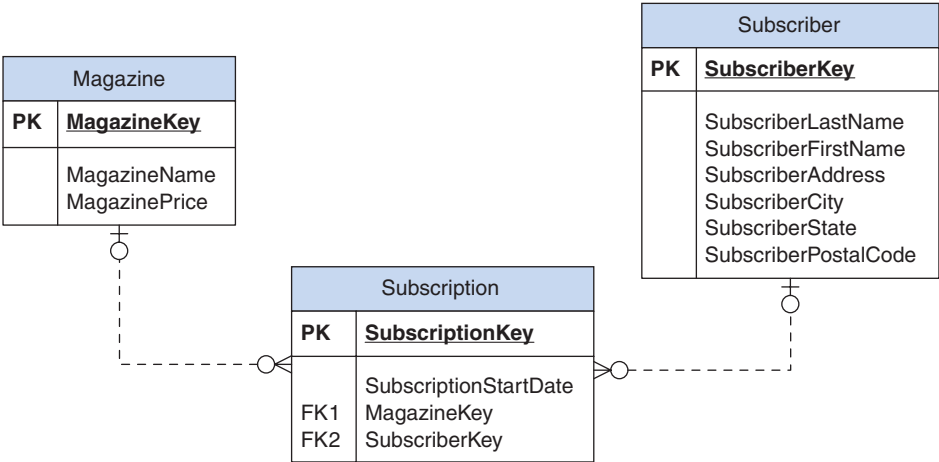 Magazine
PK MagazineKey
MagazineName
MagazinePrice
Subscriber
PK SubscriberKey
SubscriberLastName
SubscriberFirstName
SubscriberAddress
SubscriberCity
SubscriberState
SubscriberPostalCode
Subscription
PK SubscriptionKey
SubscriptionStartDate
FK1 MagazineKey
FK2 SubscriberKey